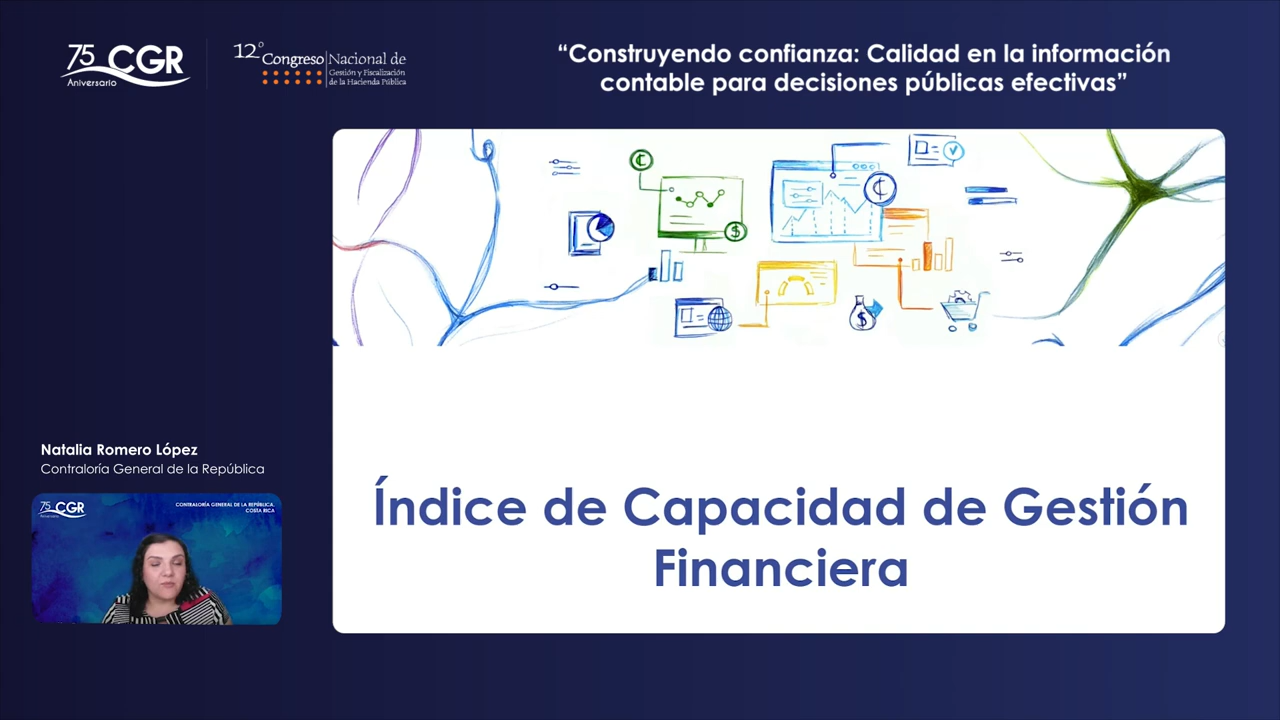 75 CGR
Aniversario
12° Congreso Nacional de
Gestión y Fiscalización
de la Hacienda Pública
“Construyendo confianza: Calidad en la información
contable para decisiones públicas efectivas”
Índice de Capacidad de Gestión
Financiera
Natalia Romero López
Contraloría General de la República
75 CGR
Aniversario
CONTRALORÍA GENERAL DE LA REPÚBLICA,
COSTA RICA